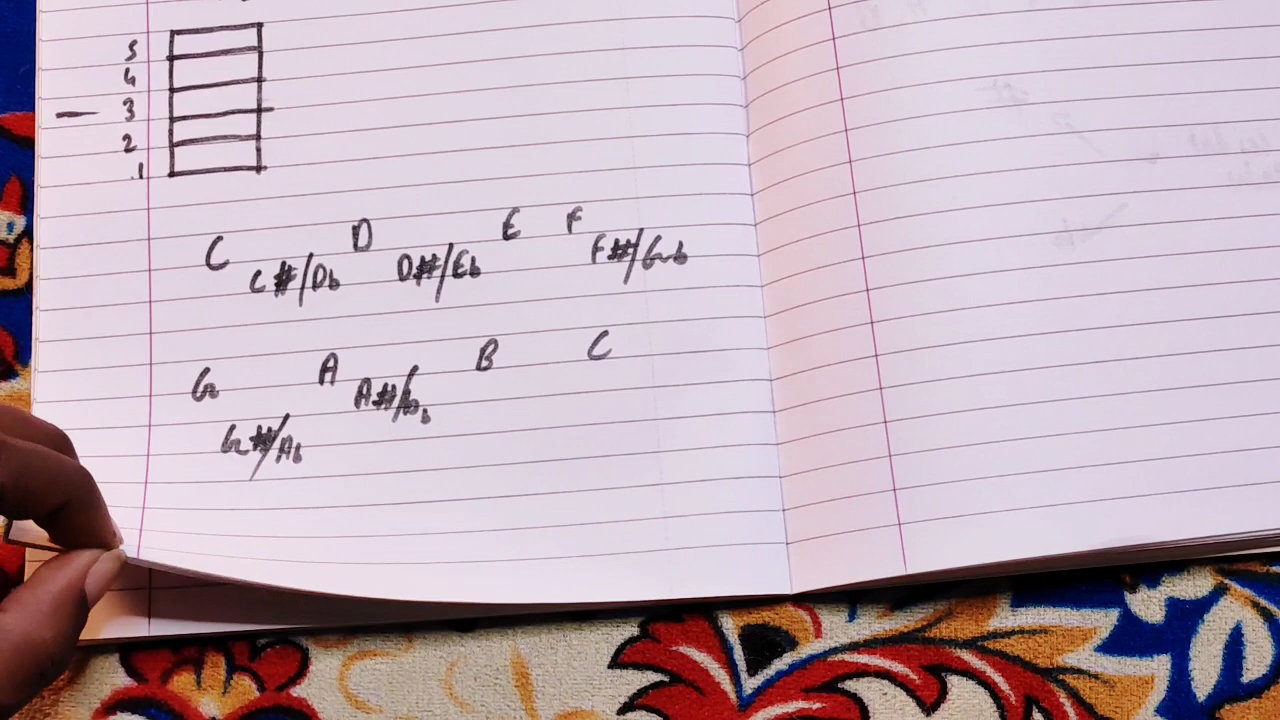 5
4
— 3
2
1
C D E F
C#/Db D#/Eb F#/Gb
G A B C
A#/Bb
G#/Ab